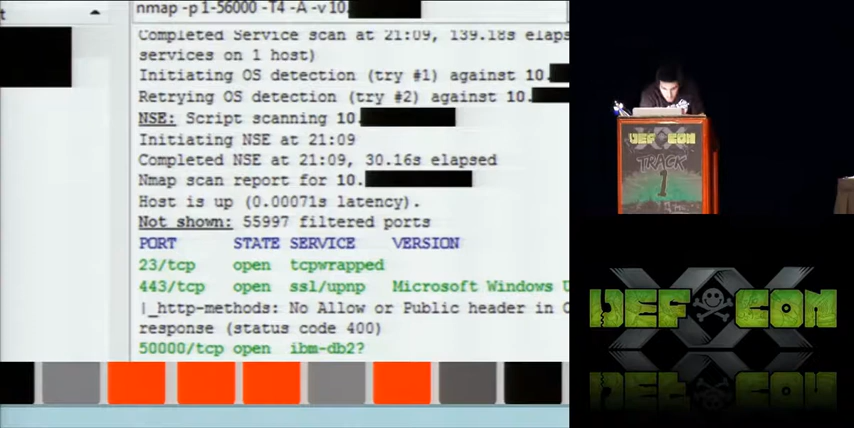 nmap -p 1-56000 -T4 -A -v 10.
Completed Service scan at 21:09, 139.18s elaps
services on 1 host)
Initiating OS detection (try #1) against 10.
Retrying OS detection (try #2) against 10.
NSE: Script scanning 10.
Initiating NSE at 21:09
Completed NSE at 21:09, 30.16s elapsed
Nmap scan report for 10.
Host is up (0.00071s latency).
Not shown: 55997 filtered ports
PORT STATE SERVICE VERSION
23/tcp open tcpwrapped
443/tcp open ssl/upnp Microsoft Windows U
|_http-methods: No Allow or Public header in O
response (status code 400)
50000/tcp open ibm-db2?
DEF CON
TRACK
1
XX
DEF CON